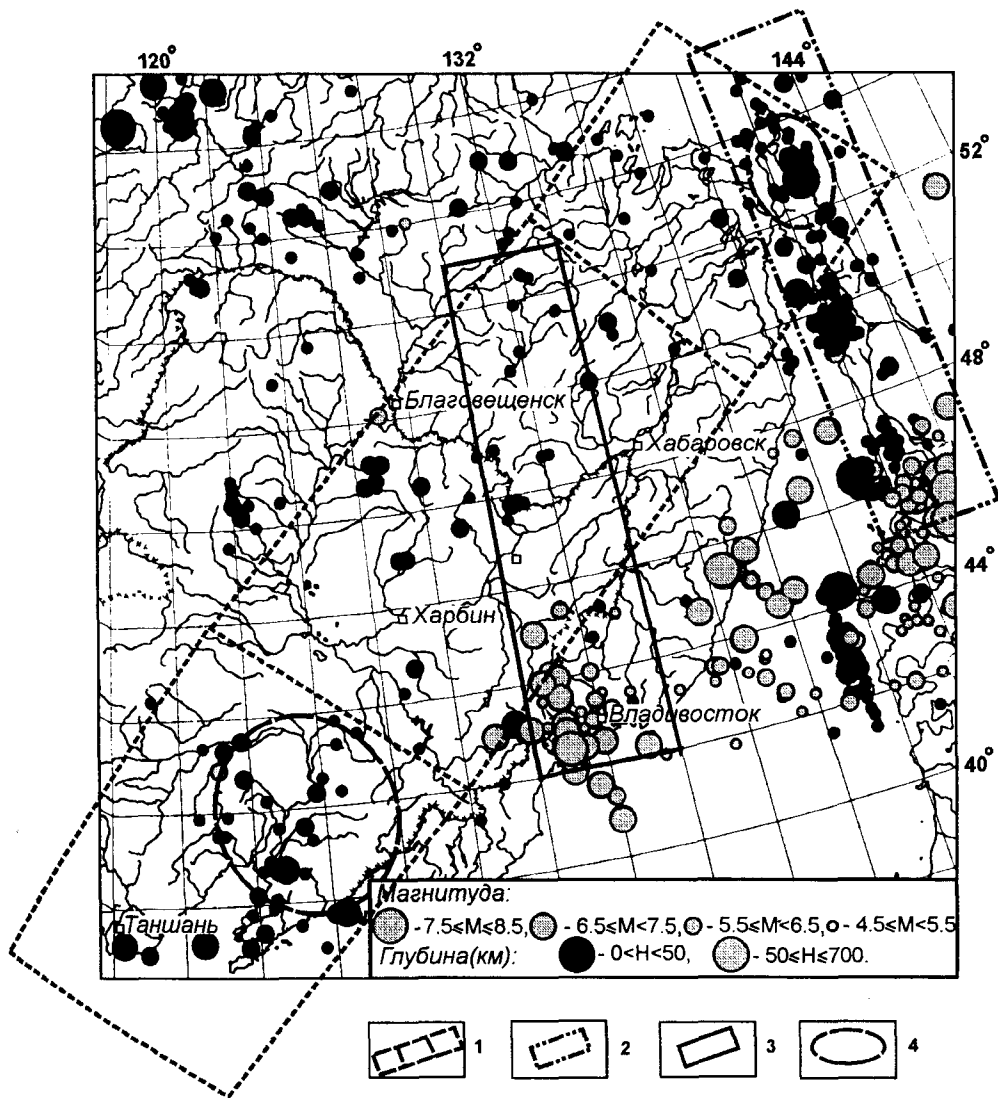 120°
132°
144°
52°
48°
44°
40°
Благовещенск
Хабаровск
Харбин
Владивосток
Таншань
Магнитуда:
-7.5≤M≤8.5, - 6.5≤M<7.5, - 5.5≤M<6.5, - 4.5≤M<5.5
Глубина(км): - 0<H<50, - 50≤H≤700.
1 2 3 4